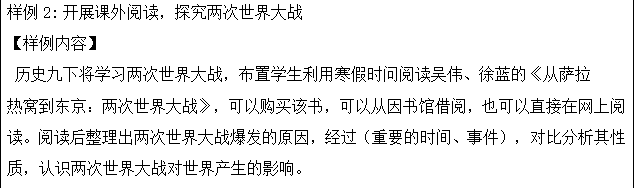 样例 2: 开展课外阅读，探究两次世界大战
【样例内容】
历史九下将学习两次世界大战，布置学生利用寒假时间阅读吴伟、徐蓝的《从萨拉
热窝到东京：两次世界大战》，可以购买该书，可以从因书馆借阅，也可以直接在网上阅
读。阅读后整理出两次世界大战爆发的原因，经过（重要的时间、事件），对比分析其性
质，认识两次世界大战对世界产生的影响。